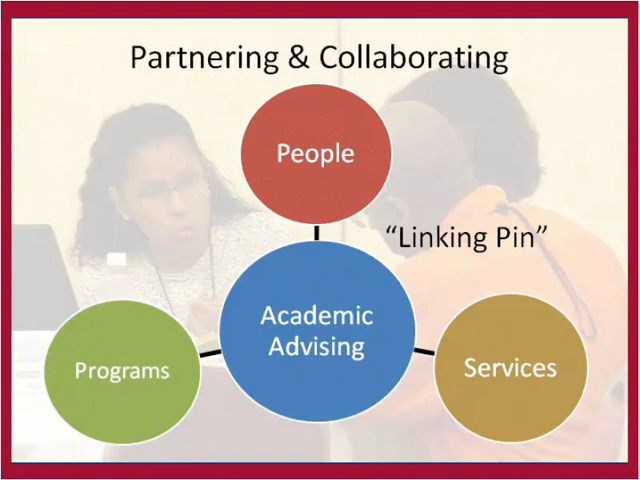 Partnering & Collaborating
People
“Linking Pin”
Academic
Advising
Programs
Services